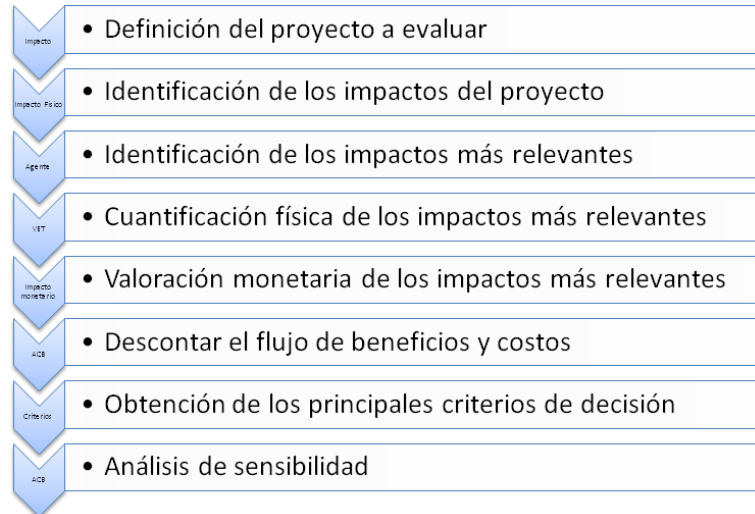 Impacto
• Definición del proyecto a evaluar
Impacto Físico
• Identificación de los impactos del proyecto
Agente
• Identificación de los impactos más relevantes
VET
• Cuantificación física de los impactos más relevantes
Impacto
monetario
• Valoración monetaria de los impactos más relevantes
ACB
• Descontar el flujo de beneficios y costos
Criterios
• Obtención de los principales criterios de decisión
ACB
• Análisis de sensibilidad